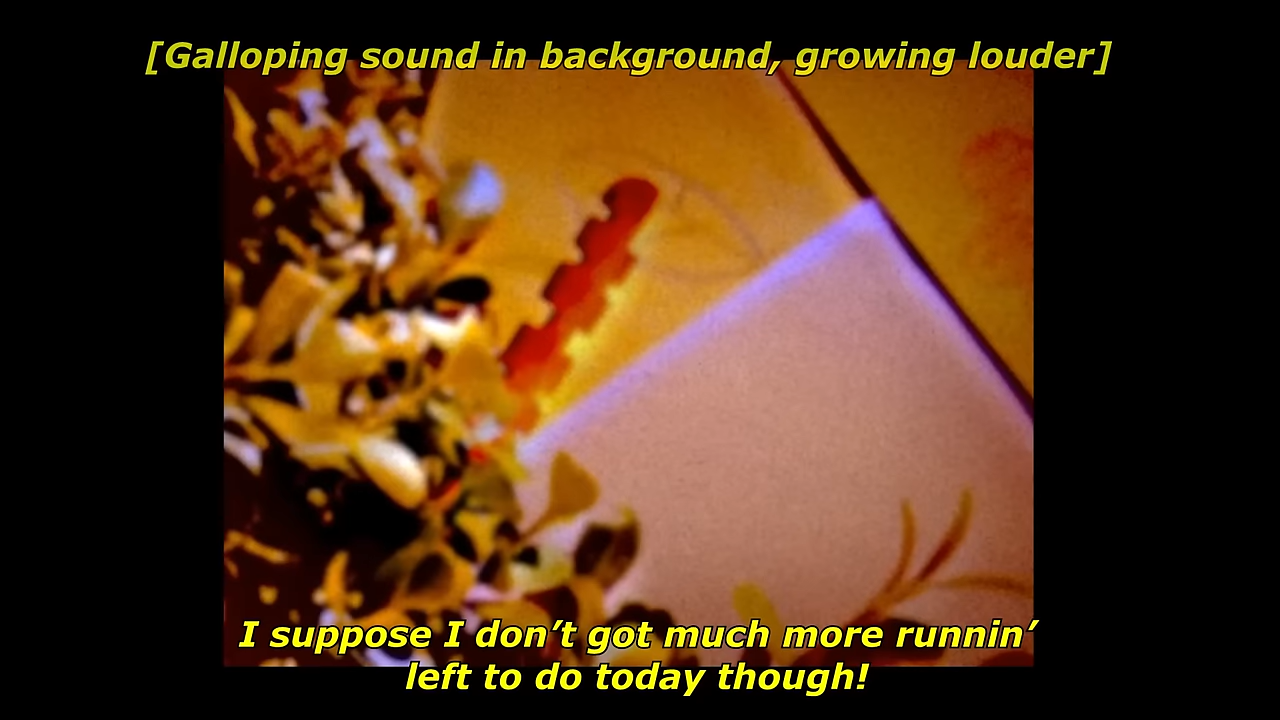 [Galloping sound in background, growing louder]
I suppose I don’t got much more runnin’
left to do today though!